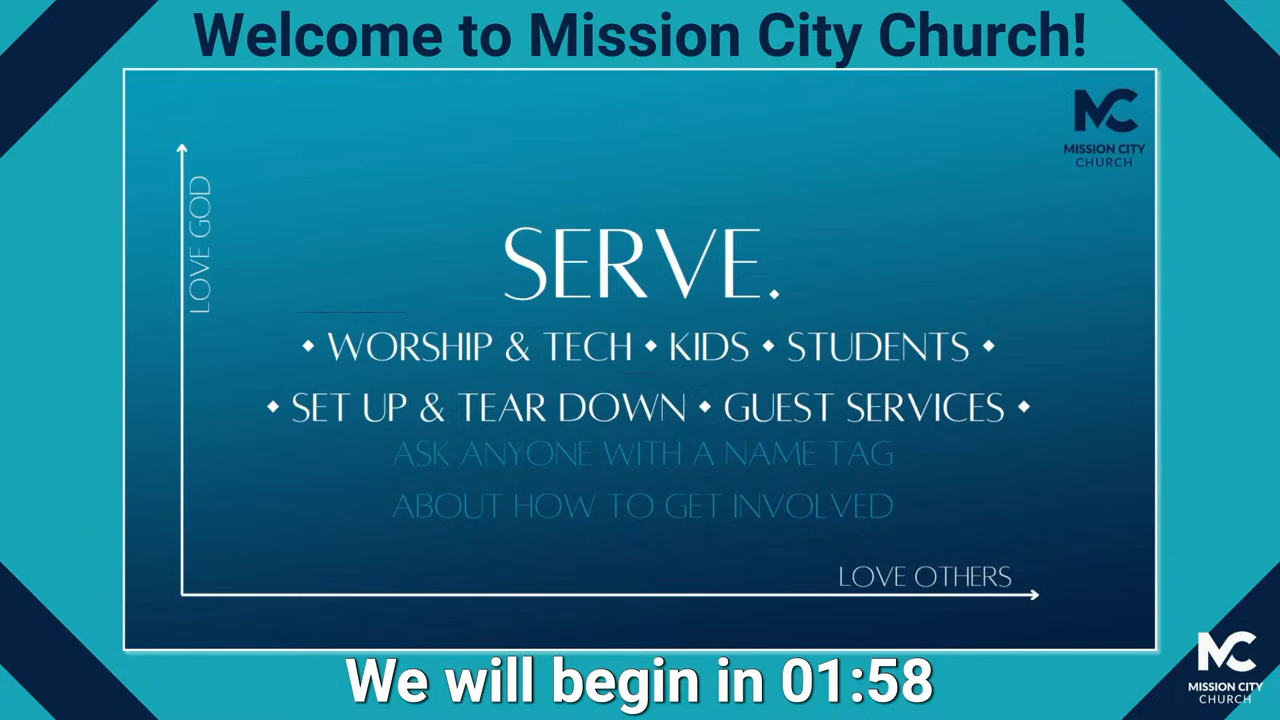 Welcome to Mission City Church!
MC
MISSION CITY
CHURCH
LOVE GOD
SERVE.
◆ WORSHIP & TECH ◆ KIDS ◆ STUDENTS ◆
◆ SET UP & TEAR DOWN ◆ GUEST SERVICES ◆
ASK ANYONE WITH A NAME TAG
ABOUT HOW TO GET INVOLVED
LOVE OTHERS
We will begin in 01:58
MC
MISSION CITY
CHURCH